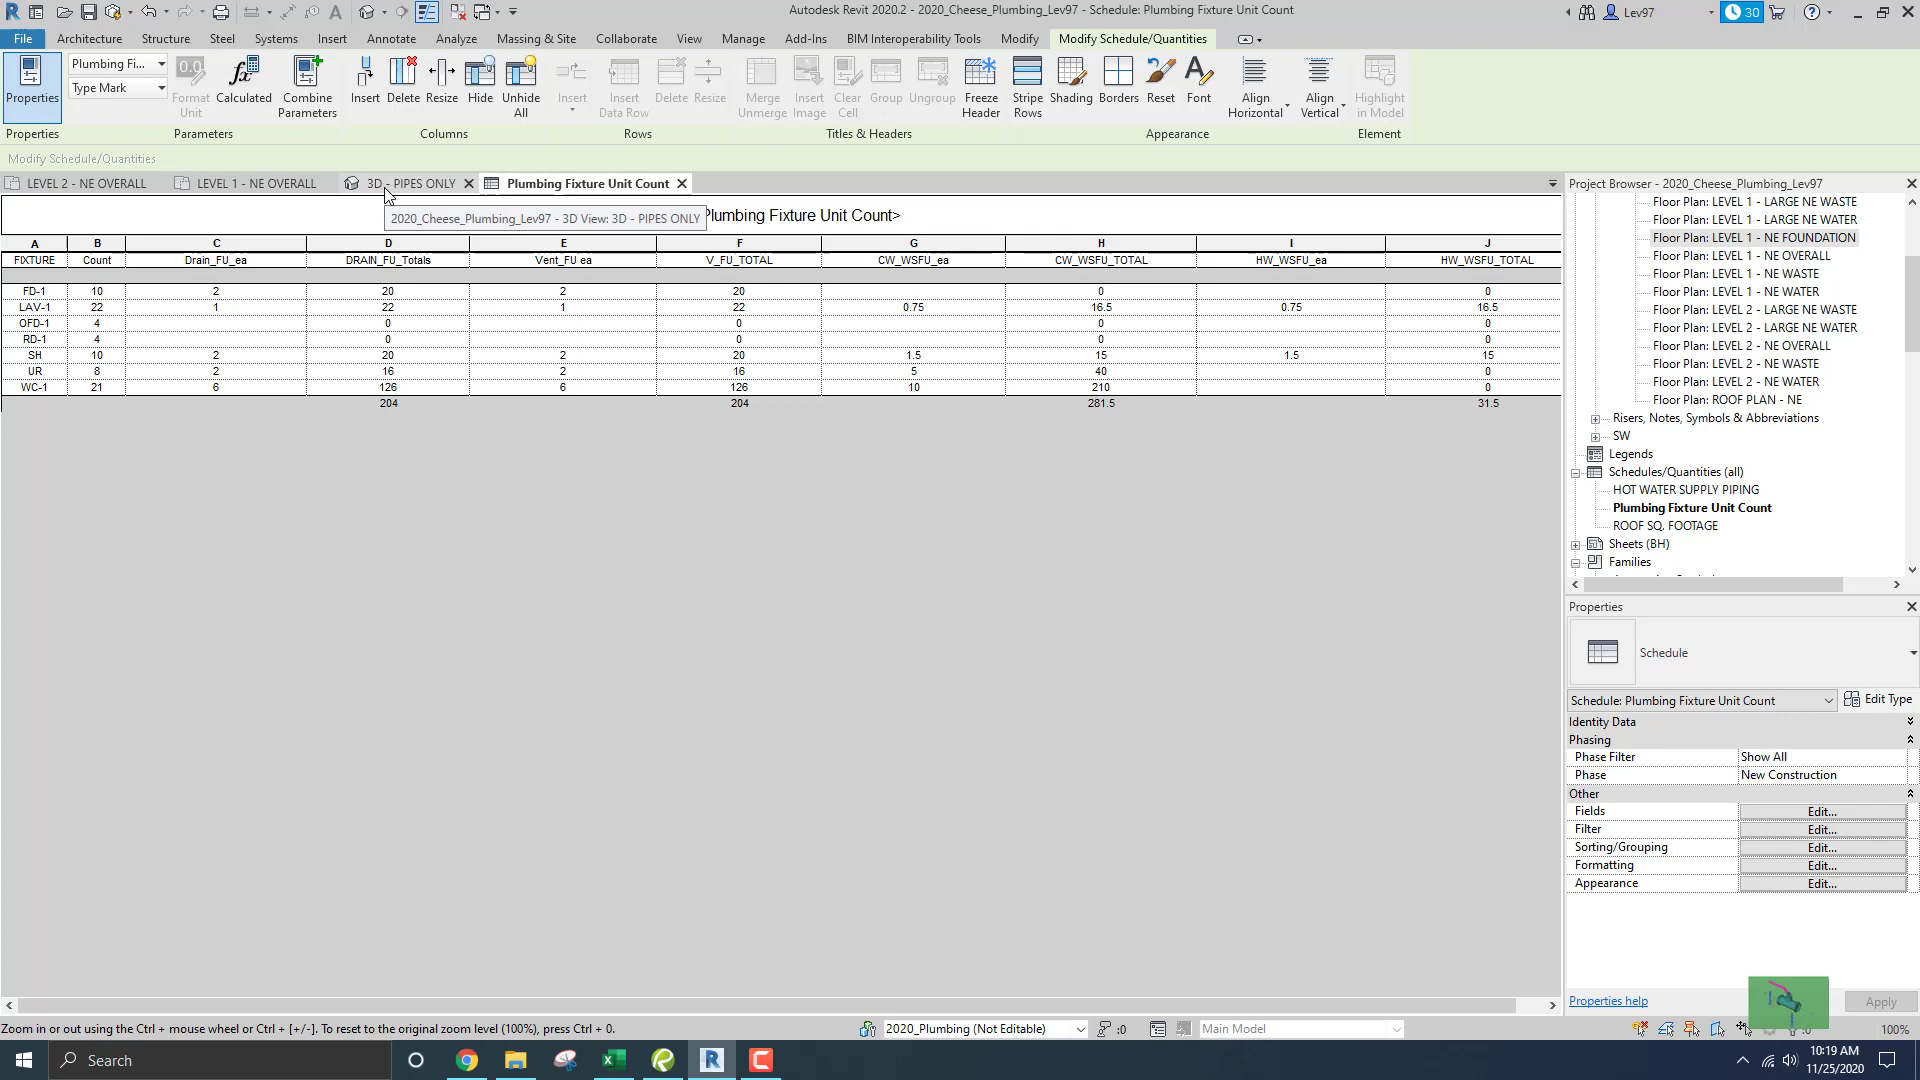 Autodesk Revit 2020.2 - 2020_Cheese_Plumbing_Lev97 - Schedule: Plumbing Fixture Unit Count
Lev97
30
File Architecture Structure Steel Systems Insert Annotate Analyze Massing & Site Collaborate View Manage Add-Ins BIM Interoperability Tools Modify Modify Schedule/Quantities
Plumbing Fi...
Type Mark
Properties
Format Unit
Calculated
Combine Parameters
Insert
Delete
Resize
Hide
Unhide All
Insert
Insert Data Row
Delete
Resize
Merge Unmerge
Insert Image
Clear Cell
Group
Ungroup
Freeze Header
Stripe Rows
Shading
Borders
Reset
Font
Align Horizontal
Align Vertical
Highlight in Model
Properties Parameters Columns Rows Titles & Headers Appearance Element
Modify Schedule/Quantities
LEVEL 2 - NE OVERALL LEVEL 1 - NE OVERALL 3D - PIPES ONLY Plumbing Fixture Unit Count
Plumbing Fixture Unit Count>
2020_Cheese_Plumbing_Lev97 - 3D View: 3D - PIPES ONLY
A B C D E F G H I J
FIXTURE Count Drain_FU_ea DRAIN_FU_Totals Vent_FU ea V_FU_TOTAL CW_WSFU_ea CW_WSFU_TOTAL HW_WSFU_ea HW_WSFU_TOTAL
FD-1 10 2 20 2 20 0 0
LAV-1 22 1 22 1 22 0.75 16.5 0.75 16.5
OFD-1 4 0 0 0 0
RD-1 4 0 0 0 0
SH 10 2 20 2 20 1.5 15 1.5 15
UR 8 2 16 2 16 5 40 0
WC-1 21 6 126 6 126 10 210 0
204 204 281.5 31.5
Project Browser - 2020_Cheese_Plumbing_Lev97
Floor Plan: LEVEL 1 - LARGE NE WASTE
Floor Plan: LEVEL 1 - LARGE NE WATER
Floor Plan: LEVEL 1 - NE FOUNDATION
Floor Plan: LEVEL 1 - NE OVERALL
Floor Plan: LEVEL 1 - NE WASTE
Floor Plan: LEVEL 1 - NE WATER
Floor Plan: LEVEL 2 - LARGE NE WASTE
Floor Plan: LEVEL 2 - LARGE NE WATER
Floor Plan: LEVEL 2 - NE OVERALL
Floor Plan: LEVEL 2 - NE WASTE
Floor Plan: LEVEL 2 - NE WATER
Floor Plan: ROOF PLAN - NE
Risers, Notes, Symbols & Abbreviations
SW
Legends
Schedules/Quantities (all)
HOT WATER SUPPLY PIPING
Plumbing Fixture Unit Count
ROOF SQ. FOOTAGE
Sheets (BH)
Families
Properties
Schedule
Schedule: Plumbing Fixture Unit Count Edit Type
Identity Data
Phasing
Phase Filter Show All
Phase New Construction
Other
Fields Edit...
Filter Edit...
Sorting/Grouping Edit...
Formatting Edit...
Appearance Edit...
Properties help Apply
Zoom in or out using the Ctrl + mouse wheel or Ctrl + [+/-]. To reset to the original zoom level (100%), press Ctrl + 0.
2020_Plumbing (Not Editable) :0 Main Model :0 100%
Search
10:19 AM
11/25/2020